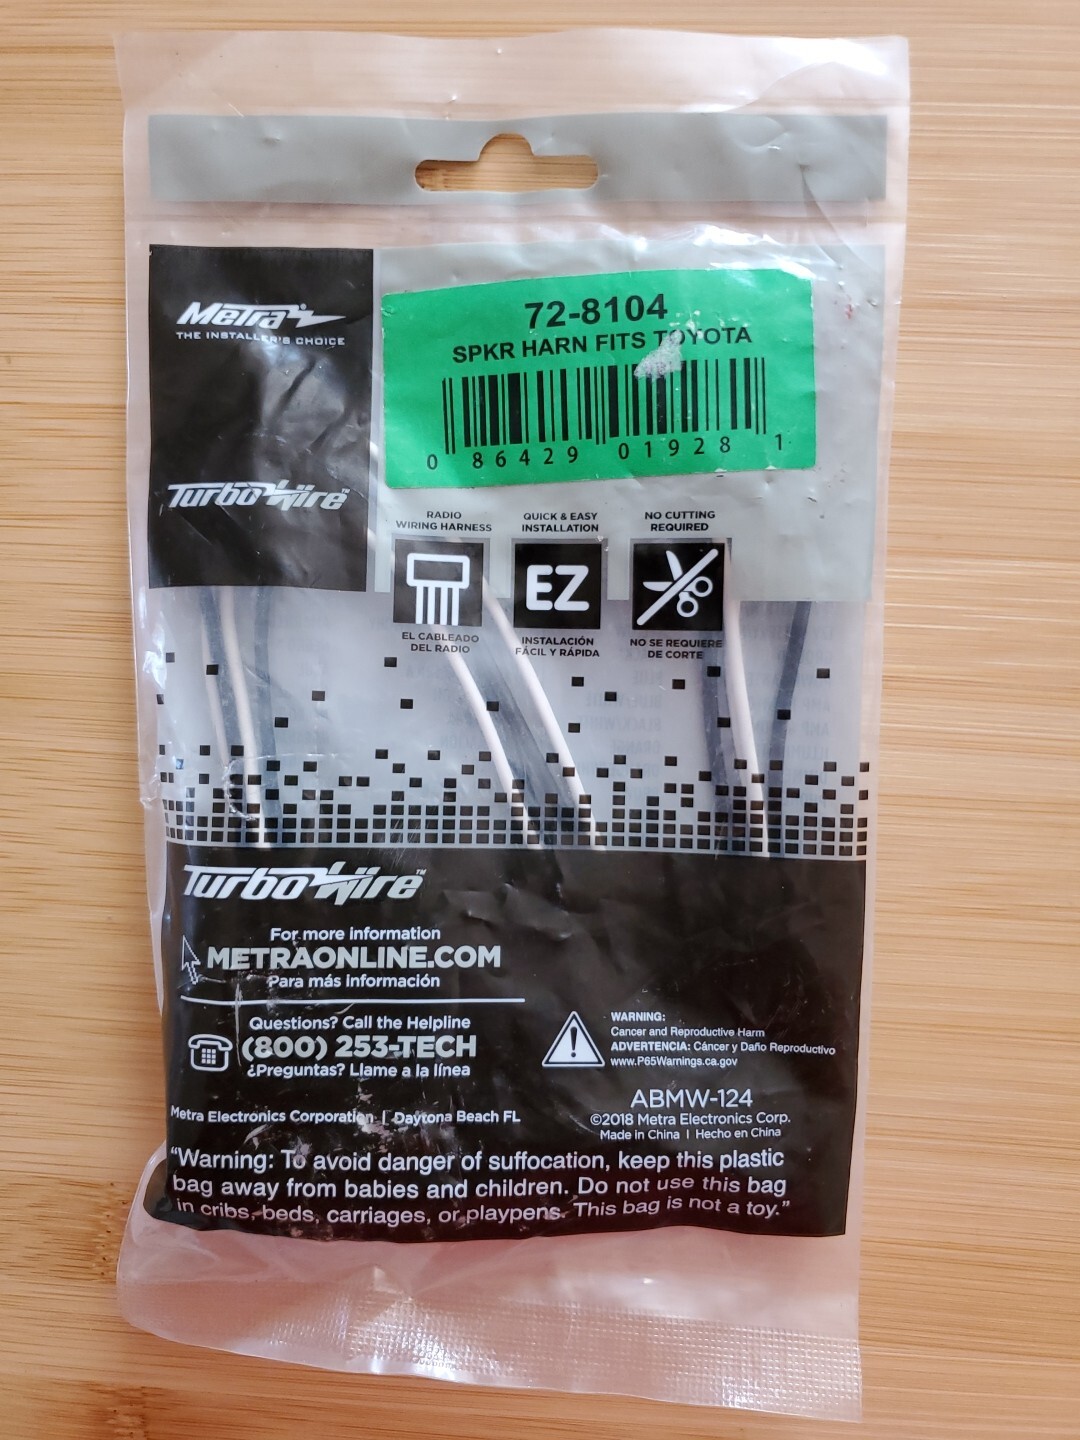 Metra
THE INSTALLER'S CHOICE
TurboWire™
72-8104
SPKR HARN FITS TOYOTA
0 86429 01928 1
RADIO
WIRING HARNESS
EL CABLEADO
DEL RADIO
QUICK & EASY
INSTALLATION
EZ
INSTALACIÓN
FÁCIL Y RÁPIDA
NO CUTTING
REQUIRED
NO SE REQUIERE
DE CORTE
TurboWire™
For more information
METRAONLINE.COM
Para más información
Questions? Call the Helpline
(800) 253-TECH
¿Preguntas? Llame a la línea
Metra Electronics Corporation | Daytona Beach FL
WARNING:
Cancer and Reproductive Harm
ADVERTENCIA: Cáncer y Daño Reproductivo
www.P65Warnings.ca.gov
ABMW-124
©2018 Metra Electronics Corp.
Made in China | Hecho en China
"Warning: To avoid danger of suffocation, keep this plastic
bag away from babies and children. Do not use this bag
in cribs, beds, carriages, or playpens. This bag is not a toy."